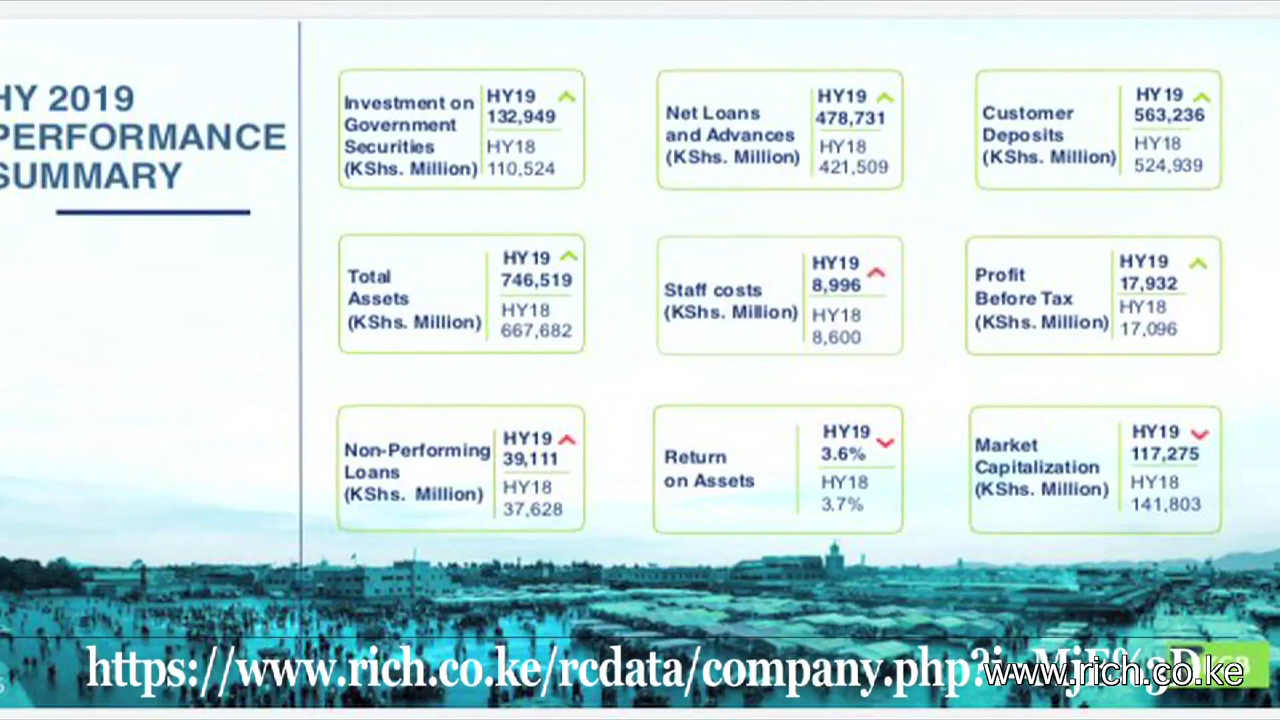 HY 2019
PERFORMANCE
SUMMARY
Investment on
Government
Securities
(KShs. Million)
HY19
132,949
HY18
110,524
Net Loans
and Advances
(KShs. Million)
HY19
478,731
HY18
421,509
Customer
Deposits
(KShs. Million)
HY19
563,236
HY18
524,939
Total
Assets
(KShs. Million)
HY19
746,519
HY18
667,682
Staff costs
(KShs. Million)
HY19
8,996
HY18
8,600
Profit
Before Tax
(KShs. Million)
HY19
17,932
HY18
17,096
Non-Performing
Loans
(KShs. Million)
HY19
39,111
HY18
37,628
Return
on Assets
HY19
3.6%
HY18
3.7%
Market
Capitalization
(KShs. Million)
HY19
117,275
HY18
141,803
https://www.rich.co.ke/rcdata/company.php?i=MjE%3D
www.rich.co.ke